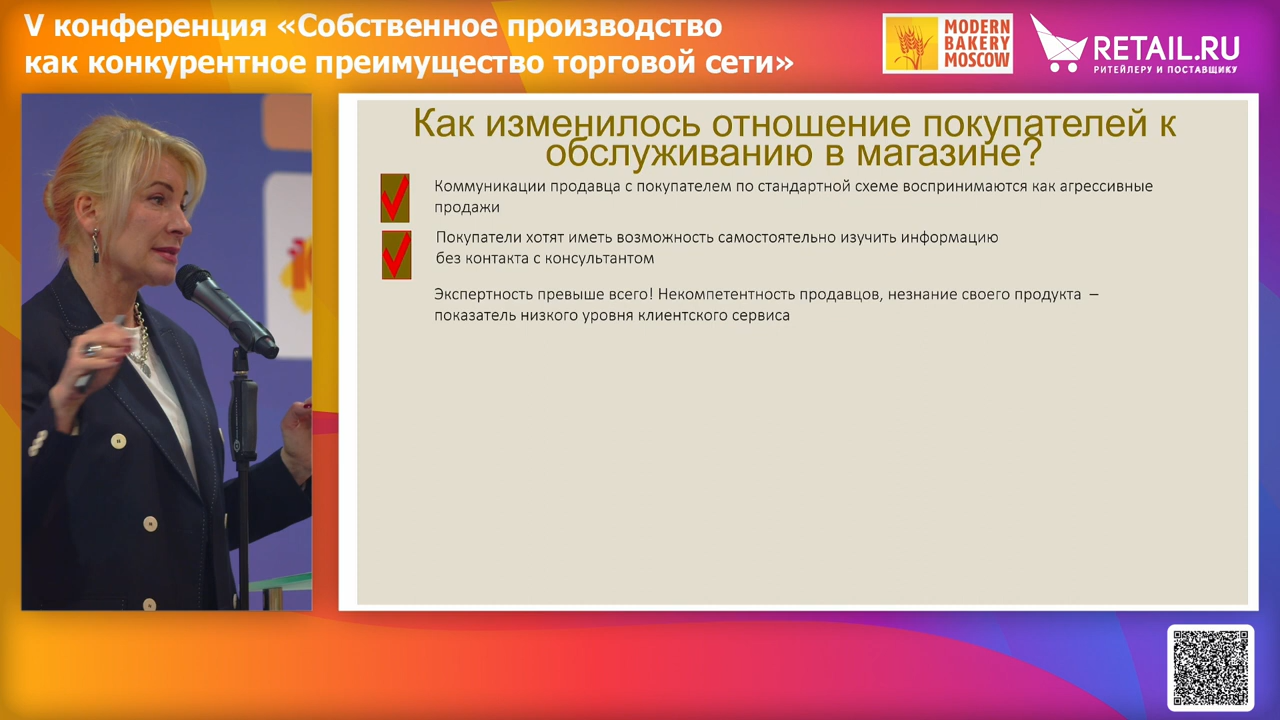 V конференция «Собственное производство
как конкурентное преимущество торговой сети»
MODERN
BAKERY
MOSCOW
RETAIL.RU
РИТЕЙЛЕРУ И ПОСТАВЩИКУ
Как изменилось отношение покупателей к
обслуживанию в магазине?
Коммуникации продавца с покупателем по стандартной схеме воспринимаются как агрессивные
продажи
Покупатели хотят иметь возможность самостоятельно изучить информацию
без контакта с консультантом
Экспертность превыше всего! Некомпетентность продавцов, незнание своего продукта –
показатель низкого уровня клиентского сервиса